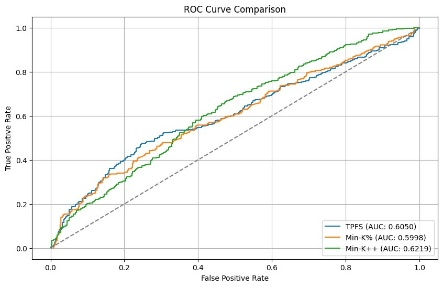 ROC Curve Comparison
True Positive Rate
1.0
0.8
0.6
0.4
0.2
0.0
TPFS (AUC: 0.6050)
Min-K% (AUC: 0.5998)
Min-K++ (AUC: 0.6219)
0.0 0.2 0.4 0.6 0.8 1.0
False Positive Rate